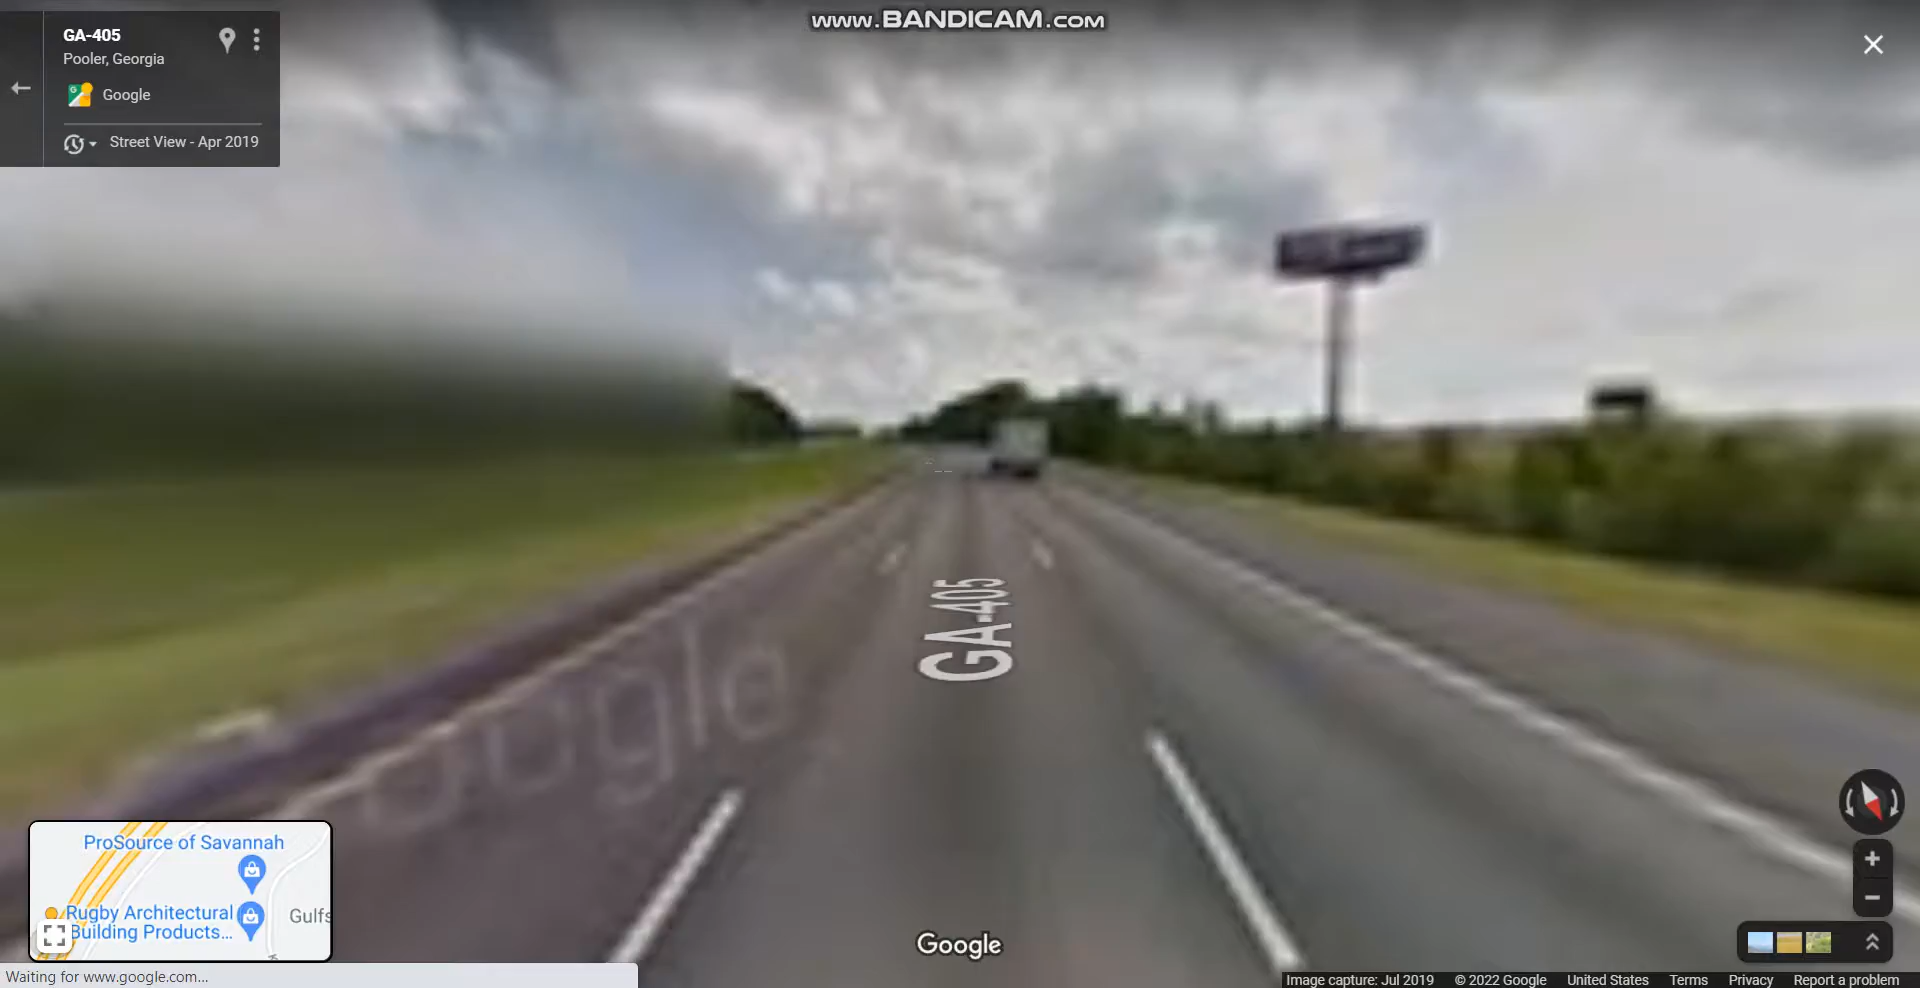 www.BANDICAM.com
GA-405
Pooler, Georgia
Google
Street View - Apr 2019
GA-405
oogle
ProSource of Savannah
Rugby Architectural
Building Products...
Gulfs
Google
Waiting for www.google.com...
Image capture: Jul 2019 © 2022 Google United States Terms Privacy Report a problem